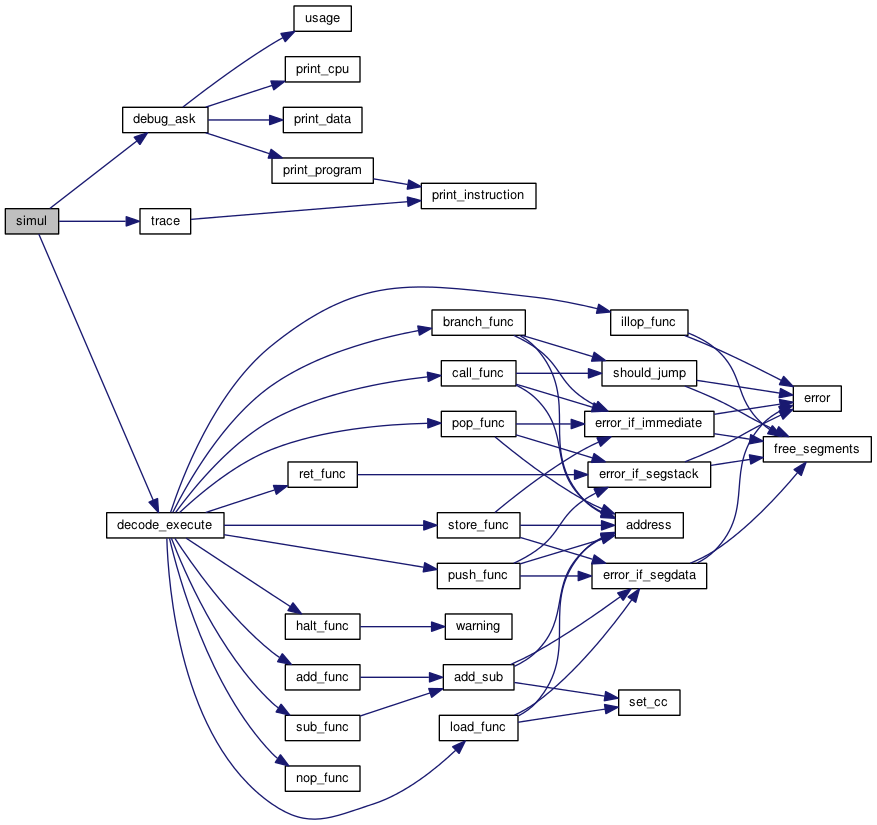 usage
print_cpu
debug_ask
print_data
print_program
print_instruction
simul
trace
branch_func
illop_func
call_func
should_jump
error
pop_func
error_if_immediate
free_segments
ret_func
error_if_segstack
decode_execute
store_func
address
push_func
error_if_segdata
halt_func
warning
add_func
add_sub
set_cc
sub_func
load_func
nop_func